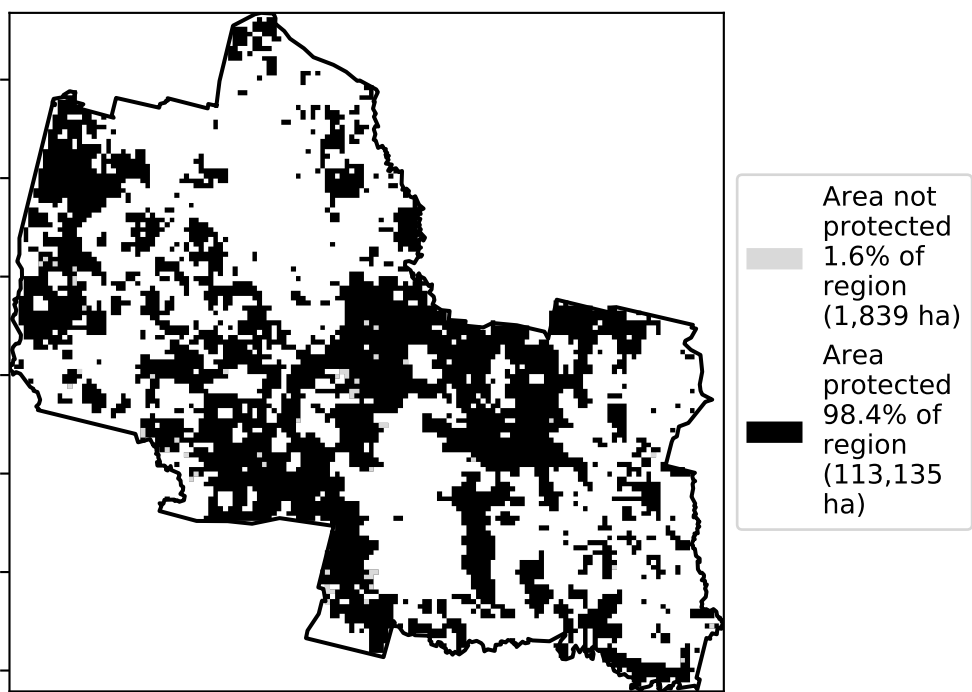 Area not
protected
1.6% of
region
(1,839 ha)
Area
protected
98.4% of
region
(113,135
ha)